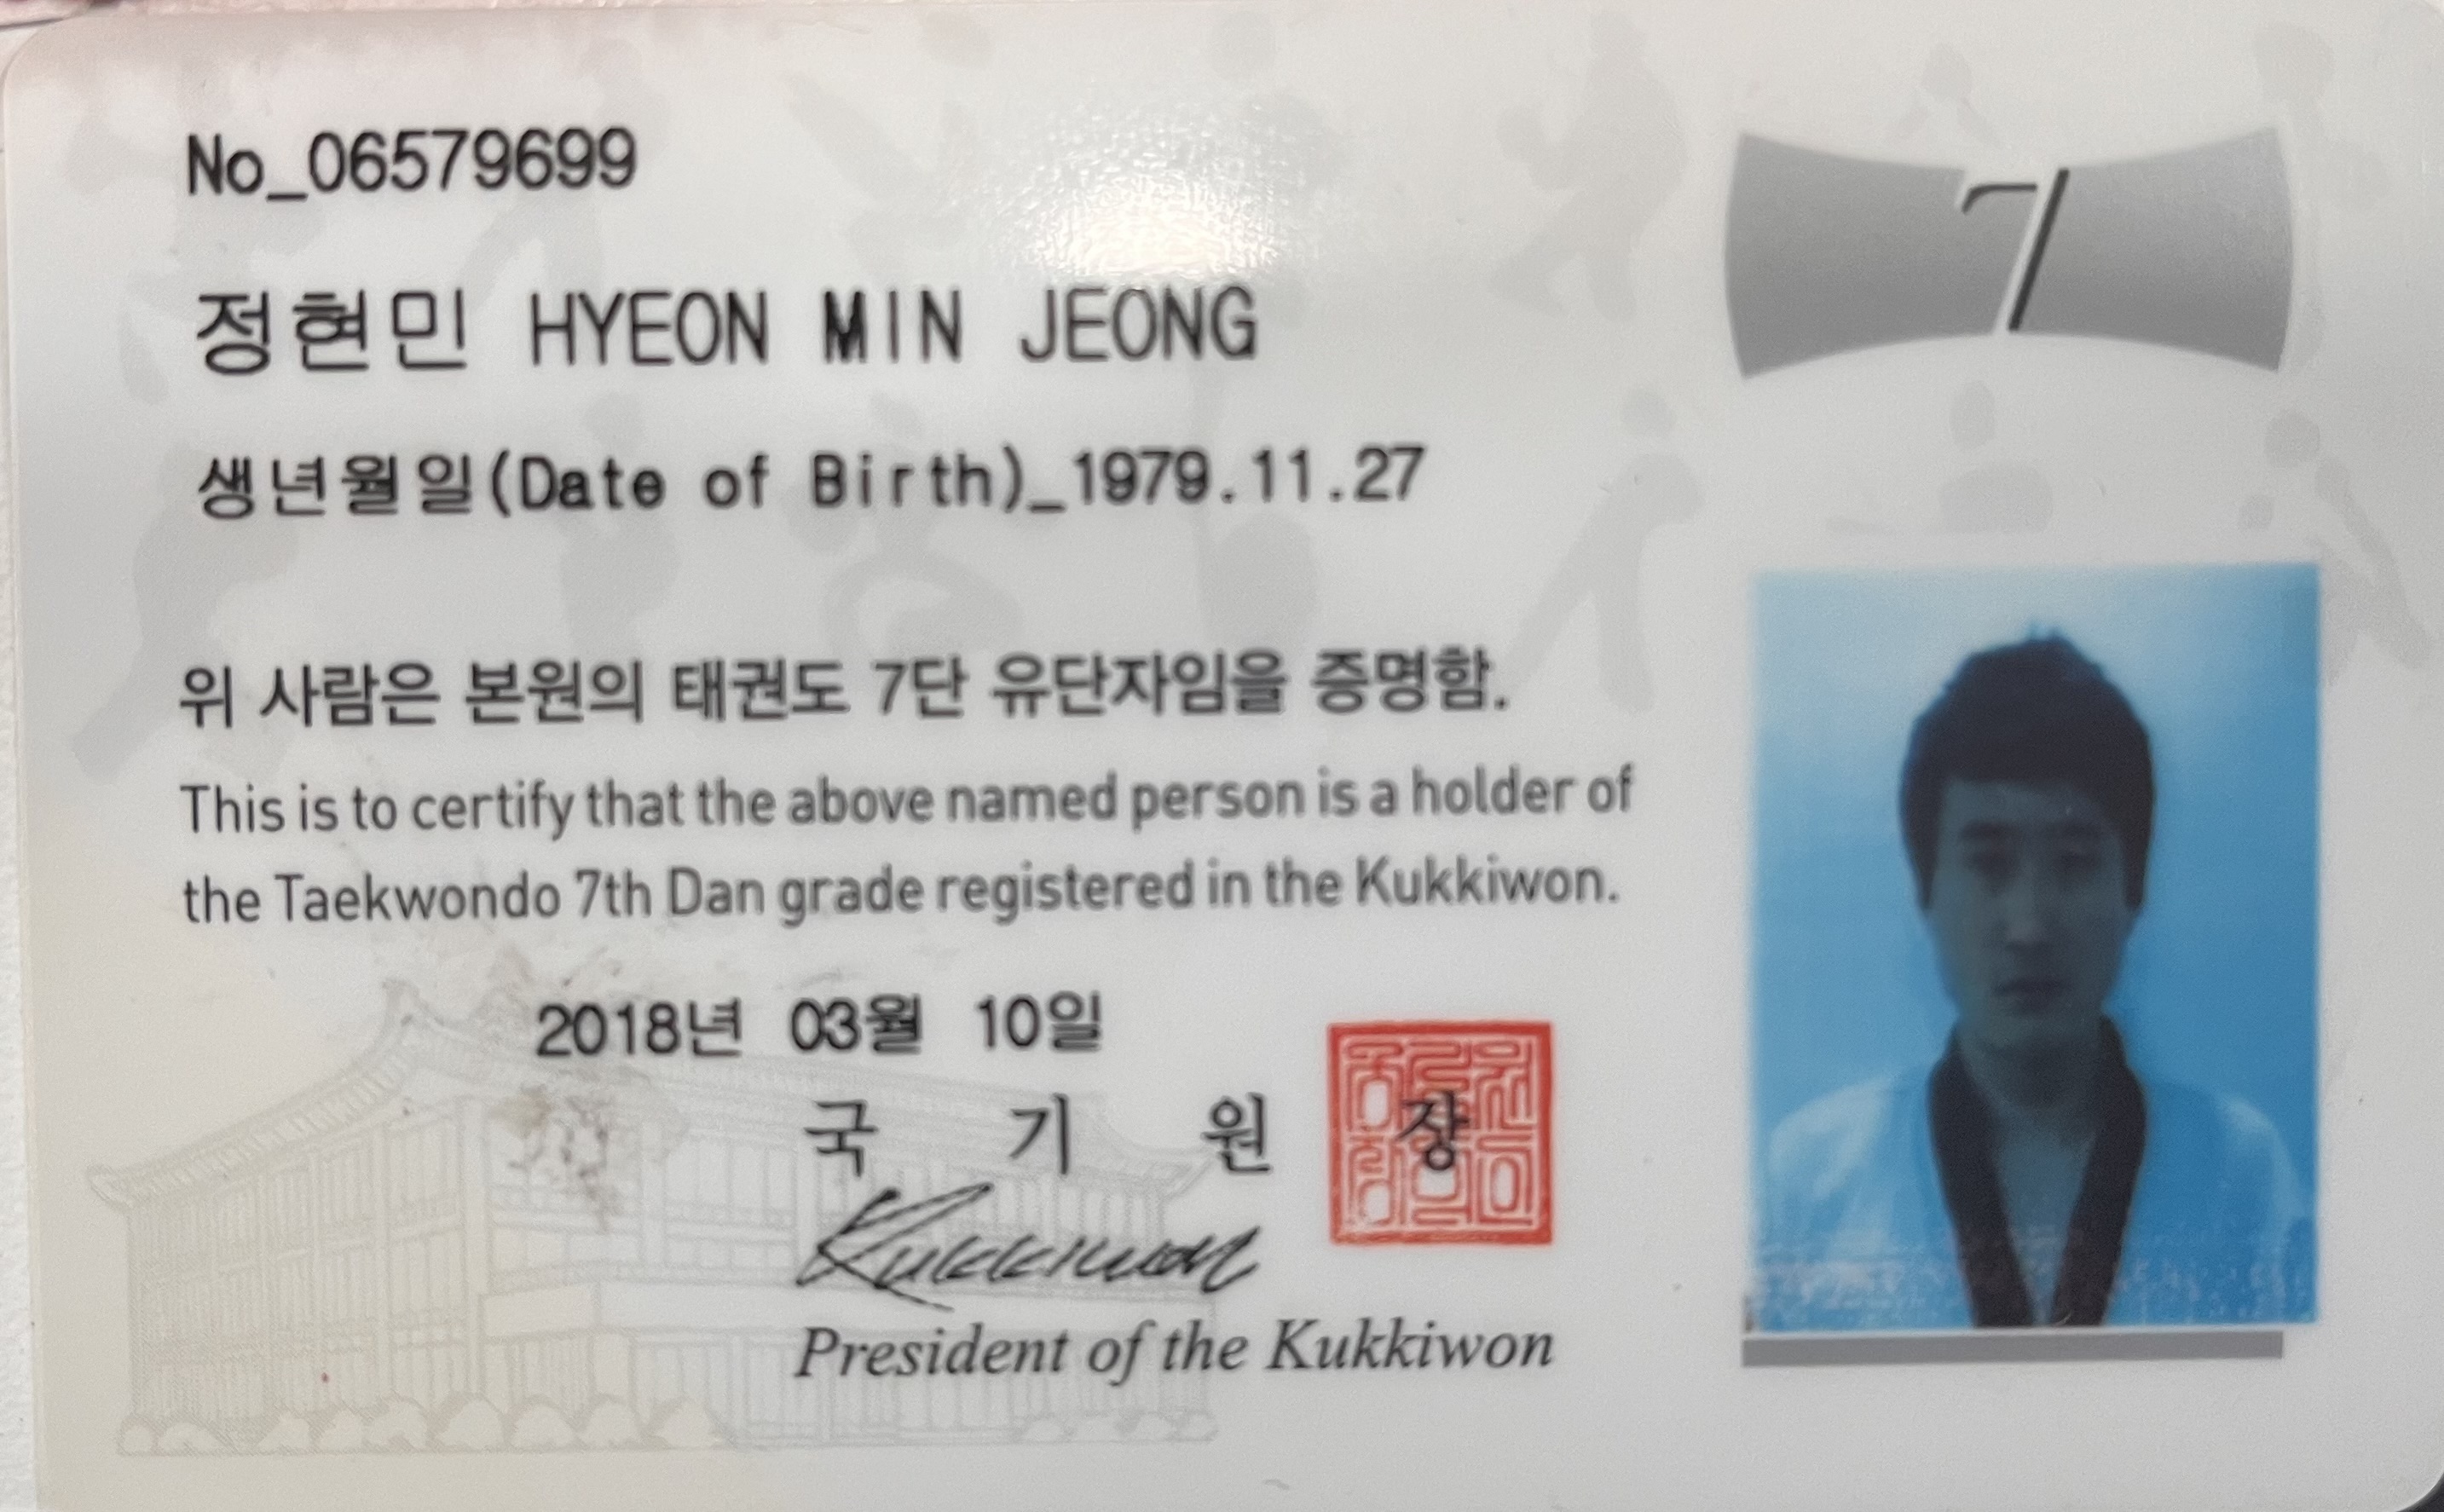 No_06579699
7
정현민 HYEON MIN JEONG
생년월일(Date of Birth)_1979.11.27
위 사람은 본원의 태권도 7단 유단자임을 증명함.
This is to certify that the above named person is a holder of
the Taekwondo 7th Dan grade registered in the Kukkiwon.
2018년 03월 10일
국 기 원 장
Kukkiwon
President of the Kukkiwon